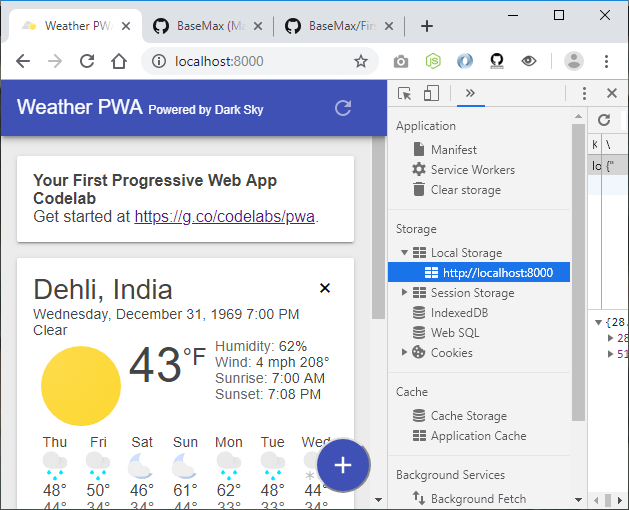 Weather PWA
BaseMax (Ma
BaseMax/Fir
localhost:8000
Weather PWA Powered by Dark Sky
Your First Progressive Web App
Codelab
Get started at https://g.co/codelabs/pwa.
Dehli, India
Wednesday, December 31, 1969 7:00 PM
Clear
43°F
Humidity: 62%
Wind: 4 mph 208°
Sunrise: 7:00 AM
Sunset: 7:08 PM
Thu Fri Sat Sun Mon Tue Wed
48° 50° 46° 61° 62° 48° 44°
44° 34° 34° 44° 33° 33° 34°
Application
Manifest
Service Workers
Clear storage
Storage
Local Storage
http://localhost:8000
Session Storage
IndexedDB
Web SQL
Cookies
Cache
Cache Storage
Application Cache
Background Services
Background Fetch
K \
lo {"
{28.
28
51